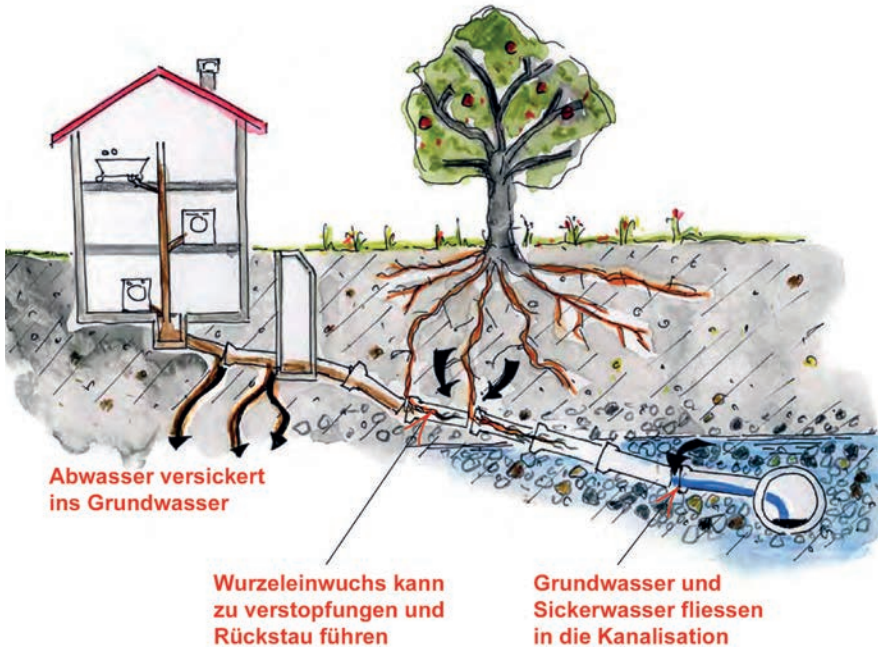 Abwasser versickert
ins Grundwasser
Wurzeleinwuchs kann
zu verstopfungen und
Rückstau führen
Grundwasser und
Sickerwasser fliessen
in die Kanalisation